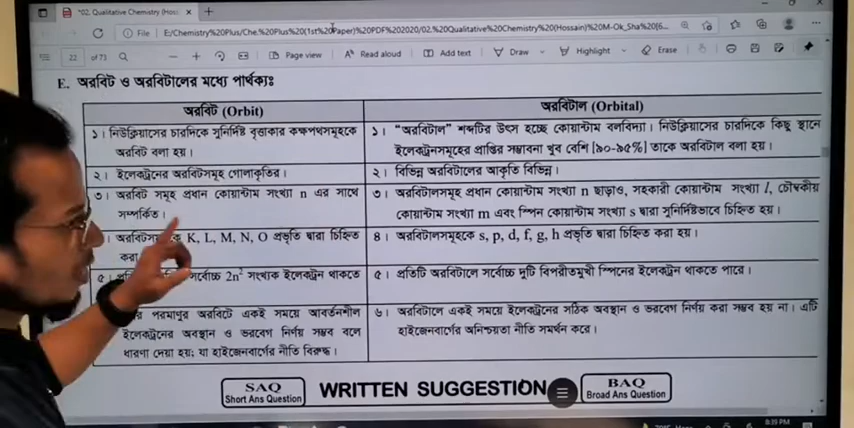 "02. Qualitative Chemistry (Hoss
File | E:/Chemistry%20Plus/Che.%20Plus%20(1st%20Paper)%20PDF%202020/02.%20Qualitative%20Chemistry%20(Hossain)%20M-Ok_Sha%20(6...
22 of 73 Page view Read aloud Add text Draw Highlight Erase
E. অরবিট ও অরবিটালের মধ্যে পার্থক্যঃ
অরবিট (Orbit) অরবিটাল (Orbital)
১। নিউক্লিয়াসের চারদিকে সুনির্দিষ্ট বৃত্তাকার কক্ষপথসমূহকে
অরবিট বলা হয়।
১। “অরবিটাল” শব্দটির উৎস হচ্ছে কোয়ান্টাম বলবিদ্যা। নিউক্লিয়াসের চারদিকে কিছু স্থানে
ইলেকট্রনসমূহের প্রাপ্তির সম্ভাবনা খুব বেশি [৯০-৯৫%] তাকে অরবিটাল বলা হয়।
২। ইলেকট্রনের অরবিটসমূহ গোলাকৃতির।
২। বিভিন্ন অরবিটালের আকৃতি বিভিন্ন।
৩। অরবিট সমূহ প্রধান কোয়ান্টাম সংখ্যা n এর সাথে
সম্পর্কিত।
৩। অরবিটালসমূহ প্রধান কোয়ান্টাম সংখ্যা n ছাড়াও, সহকারী কোয়ান্টাম সংখ্যা l, চৌম্বকীয়
কোয়ান্টাম সংখ্যা m এবং স্পিন কোয়ান্টাম সংখ্যা s দ্বারা সুনির্দিষ্টভাবে চিহ্নিত হয়।
K, L, M, N, O প্রভৃতি দ্বারা চিহ্নিত
করা
৪। অরবিটালসমূহকে s, p, d, f, g, h প্রভৃতি দ্বারা চিহ্নিত করা হয়।
৫। সর্বোচ্চ 2n² সংখ্যক ইলেকট্রন থাকতে
৫। প্রতিটি অরবিটালে সর্বোচ্চ দুটি বিপরীতমুখী স্পিনের ইলেকট্রন থাকতে পারে।
পরমাণুর অরবিটে একই সময়ে আবর্তনশীল
ইলেকট্রনের অবস্থান ও ভরবেগ নির্ণয় সম্ভব বলে
ধারণা দেয়া হয়; যা হাইজেনবার্গের নীতি বিরুদ্ধ।
৬। অরবিটালে একই সময়ে ইলেকট্রনের সঠিক অবস্থান ও ভরবেগ নির্ণয় করা সম্ভব হয় না। এটি
হাইজেনবার্গের অনিশ্চয়তা নীতি সমর্থন করে।
SAQ
Short Ans Question
WRITTEN SUGGESTION
BAQ
Broad Ans Question
8:39 PM